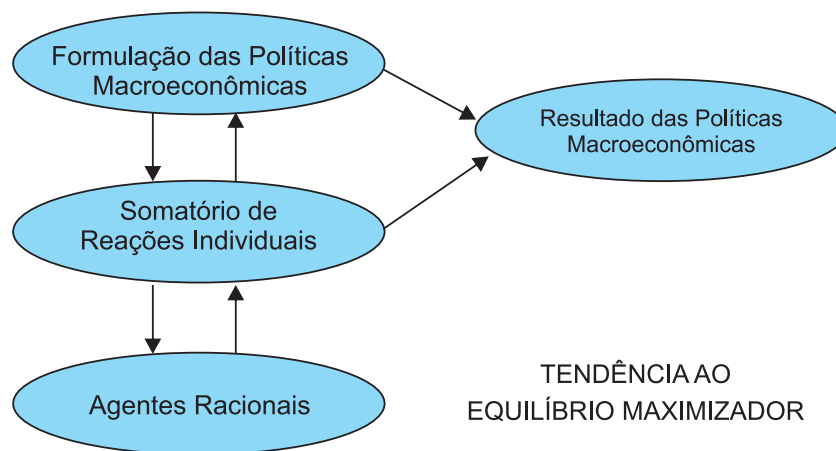 Formulação das Políticas
Macroeconômicas
Resultado das Políticas
Macroeconômicas
Somatório de
Reações Individuais
Agentes Racionais
TENDÊNCIA AO
EQUILÍBRIO MAXIMIZADOR